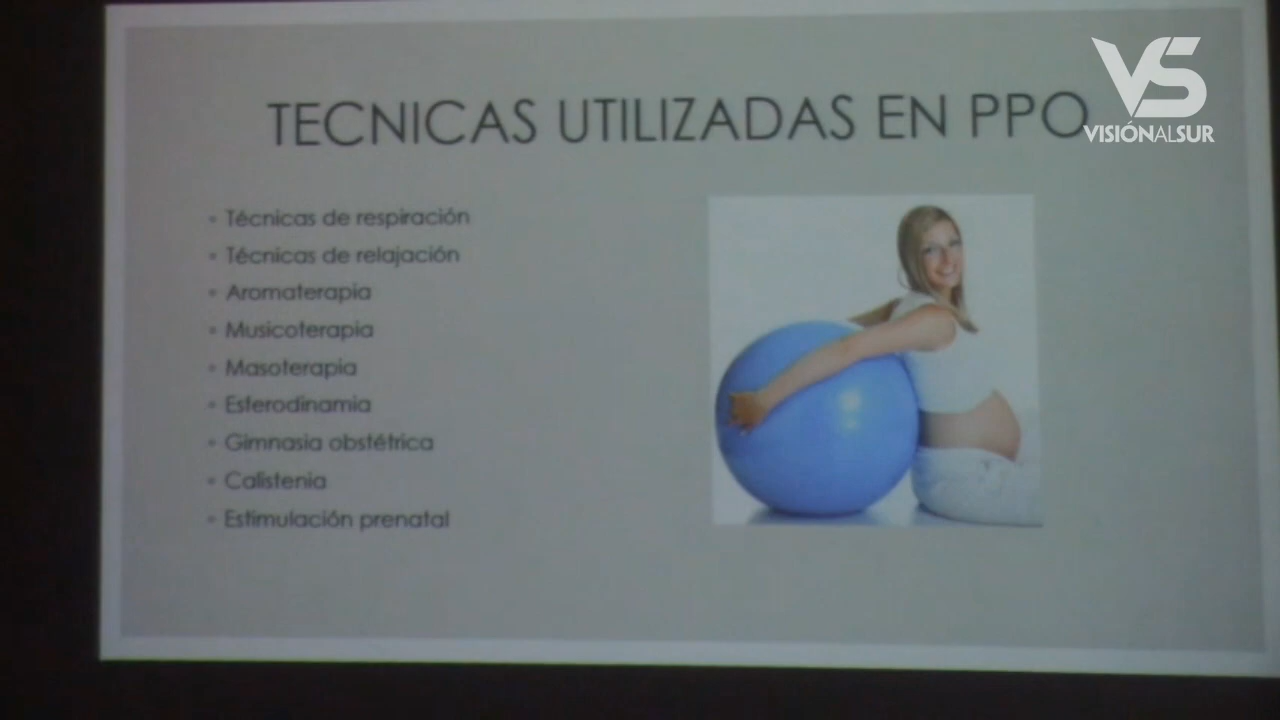 TECNICAS UTILIZADAS EN PPO
VS
VISIÓNALSUR
Técnicas de respiración
Técnicas de relajación
Aromaterapia
Musicoterapia
Masoterapia
Esferodinamia
Gimnasia obstétrica
Calistenia
Estimulación prenatal